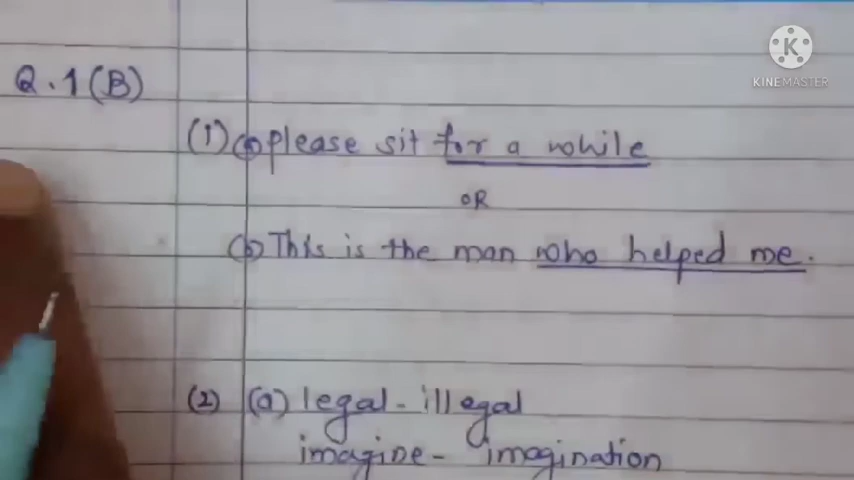 K
KINEMASTER
Q.1(B)
(1) (a) please sit for a while
OR
(b) This is the man who helped me.
(2) (a) legal - illegal
imagine - imagination